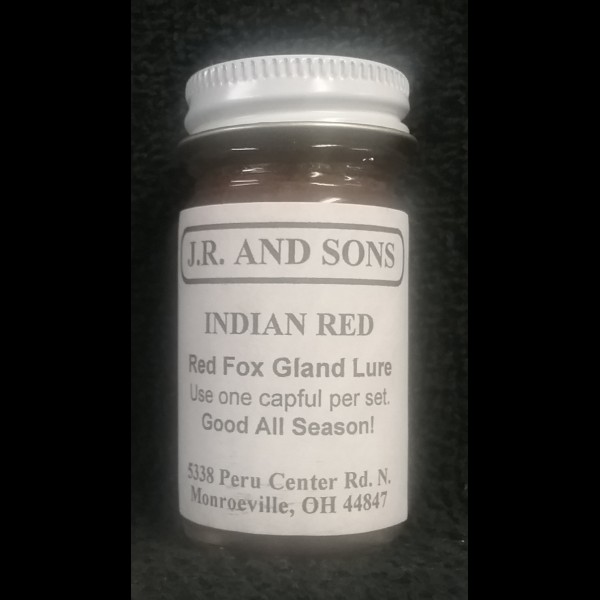 J.R. AND SONS
INDIAN RED
Red Fox Gland Lure
Use one capful per set.
Good All Season!
5338 Peru Center Rd. N.
Monroeville, OH 44847